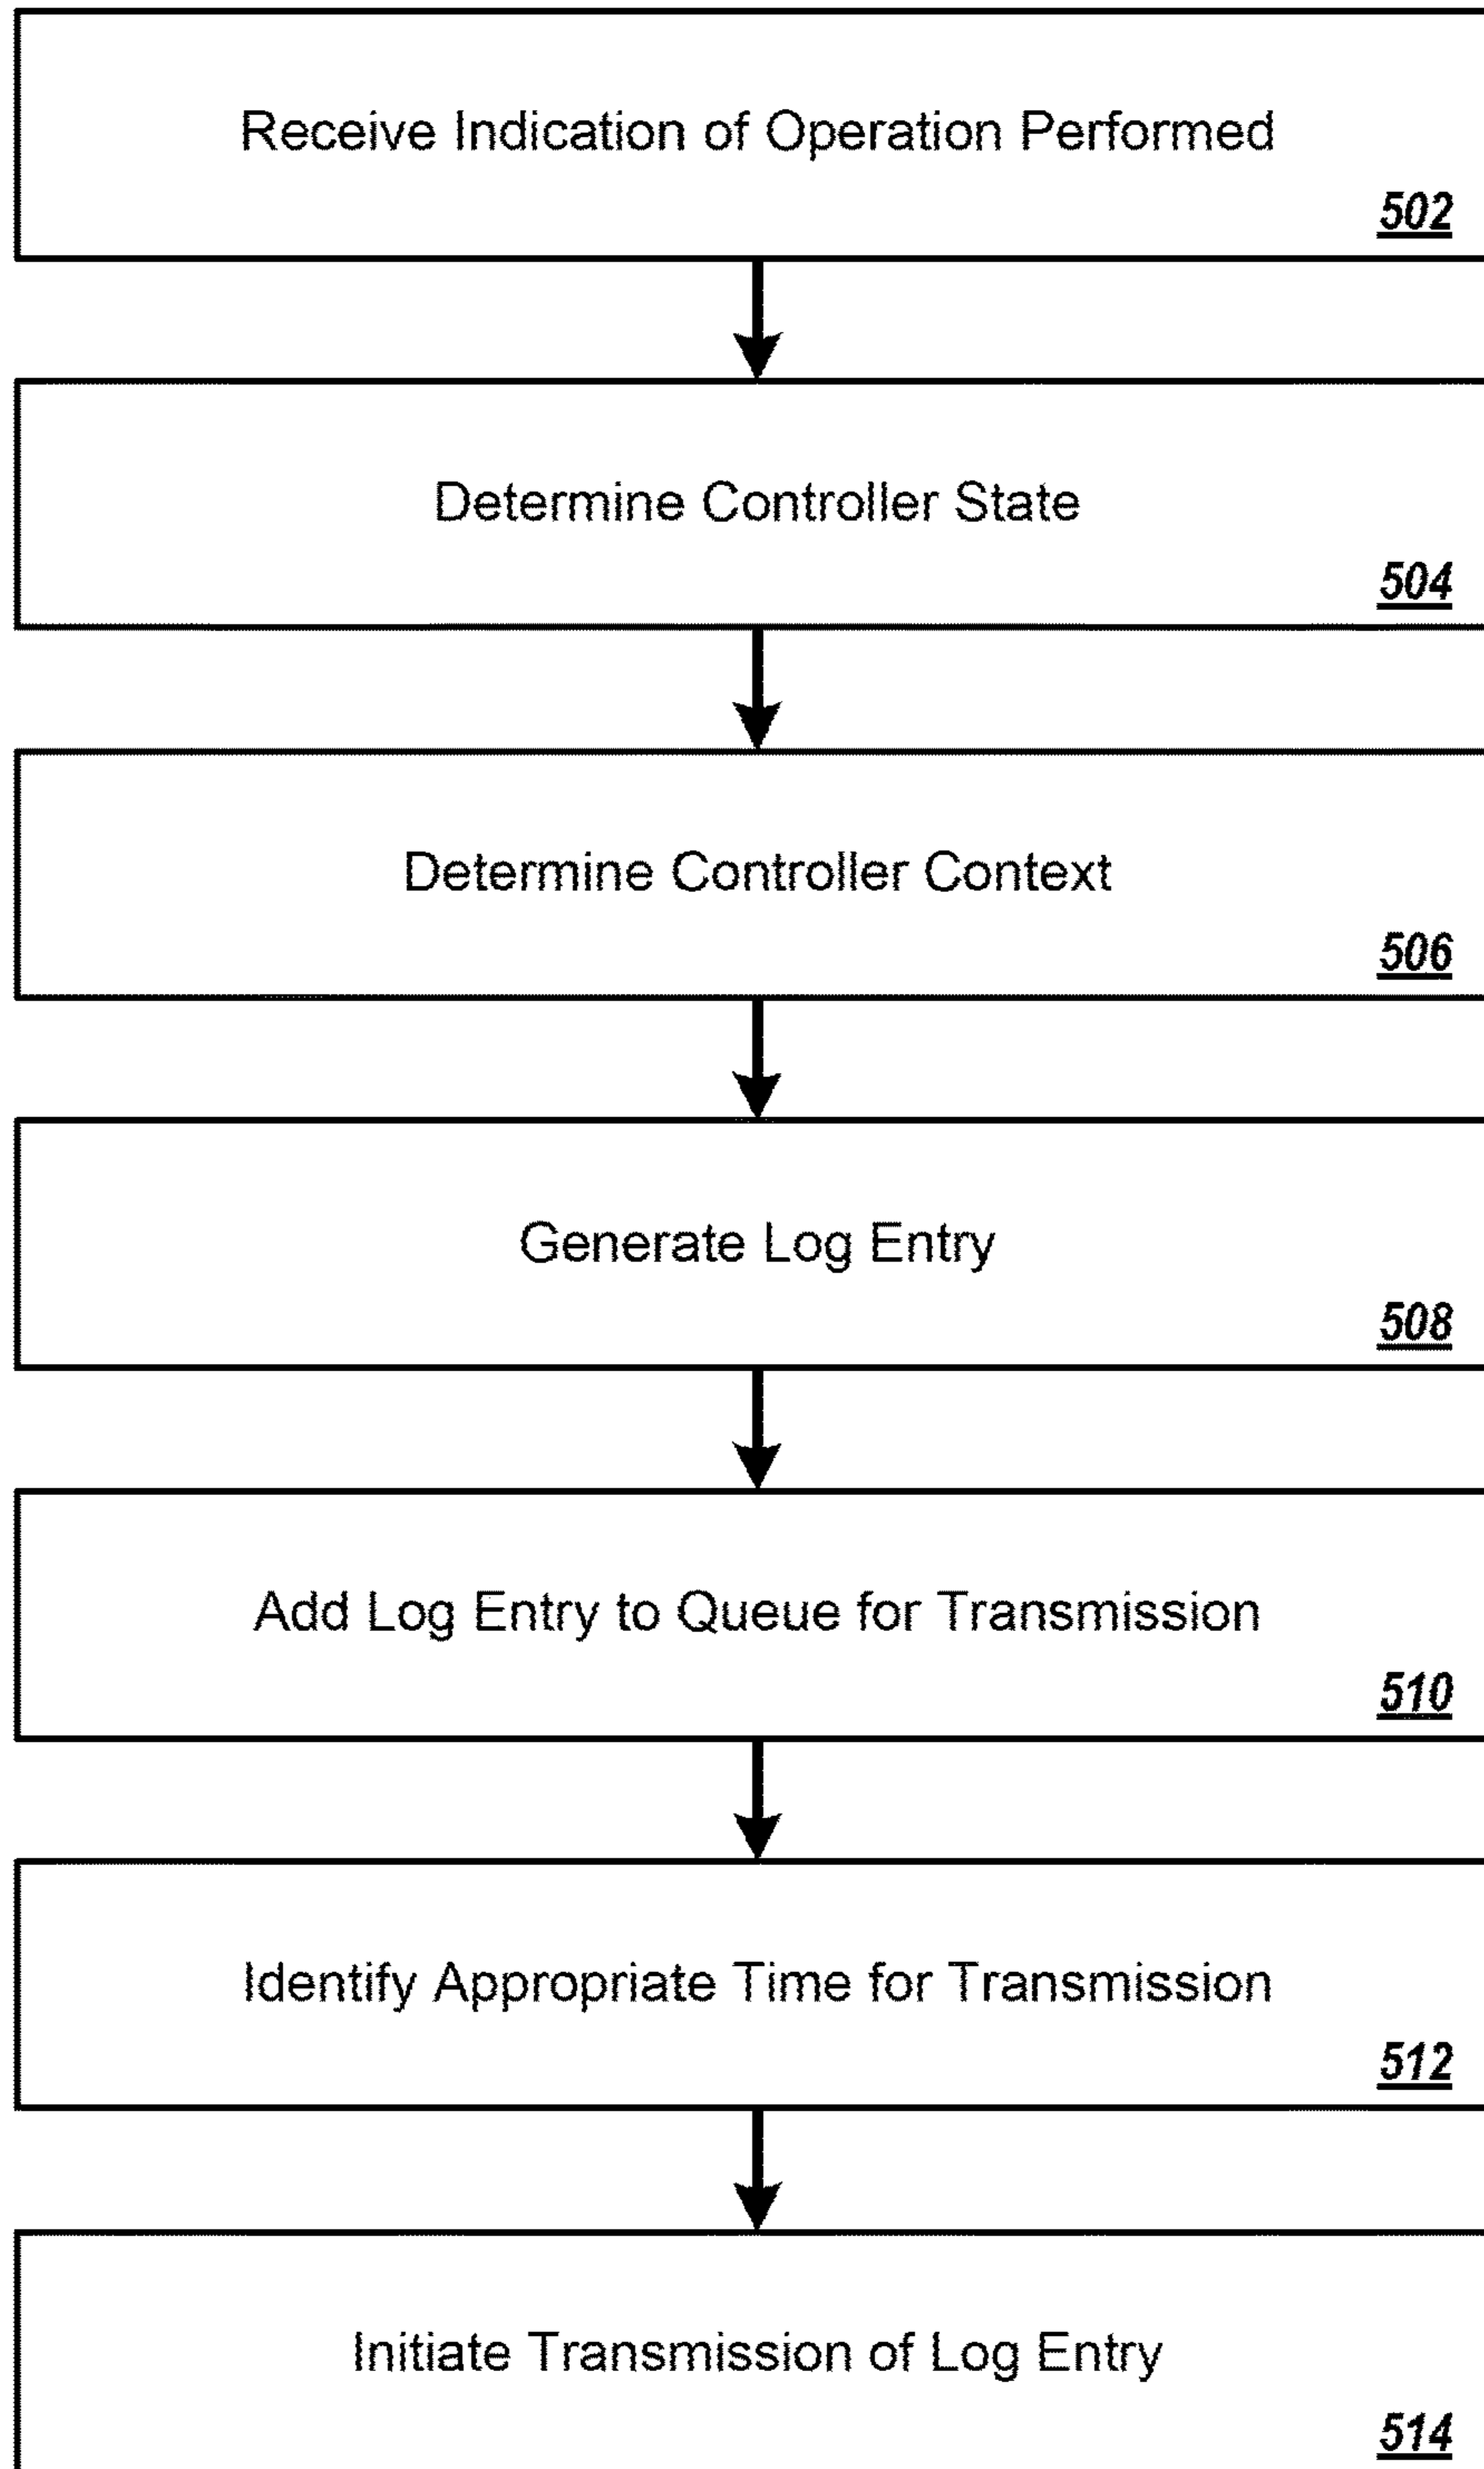 Receive Indication of Operation Performed
502
Determine Controller State
504
Determine Controller Context
506
Generate Log Entry
508
Add Log Entry to Queue for Transmission
510
Identify Appropriate Time for Transmission
512
Initiate Transmission of Log Entry
514